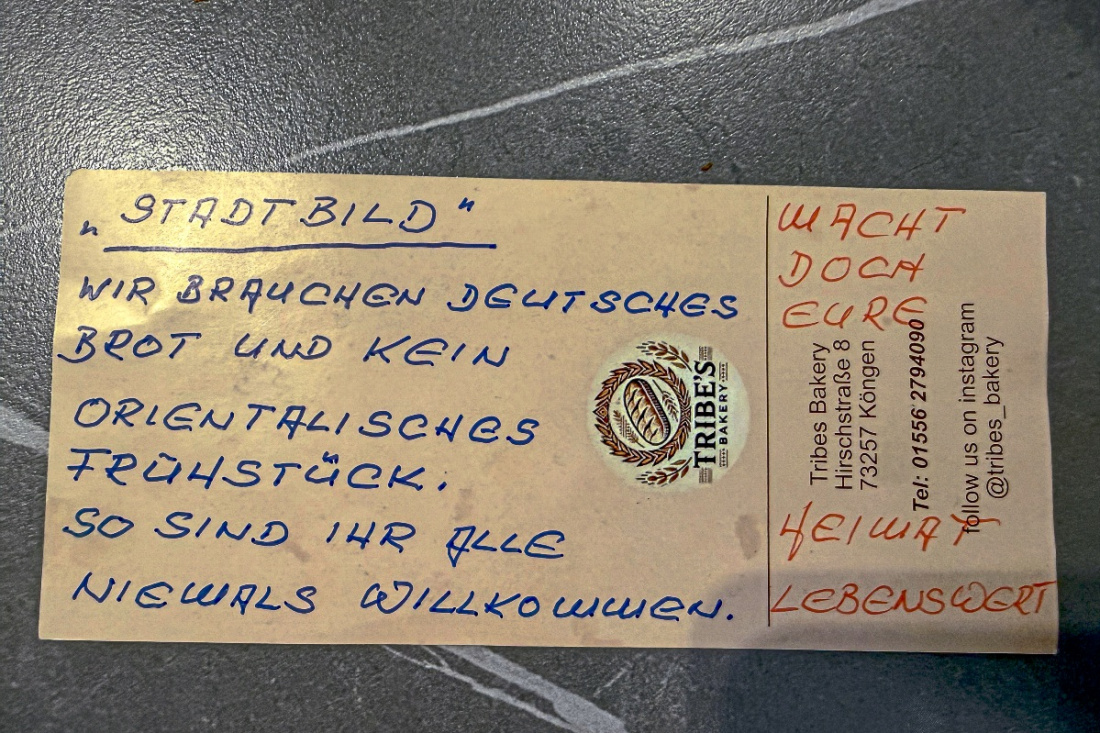 „STADTBILD"
WIR BRAUCHEN DEUTSCHES
BROT UND KEIN
ORIENTALISCHES
FRÜHSTÜCK.
SO SIND IHR ALLE
NIEMALS WILLKOMMEN.
TRIBE'S
BAKERY
MACHT
DOCH
EURE
HEIMAT
LEBENSWERT
Tribes Bakery
Hirschstraße 8
73257 Köngen
Tel: 01556 2794090
follow us on instagram
@tribes_bakery